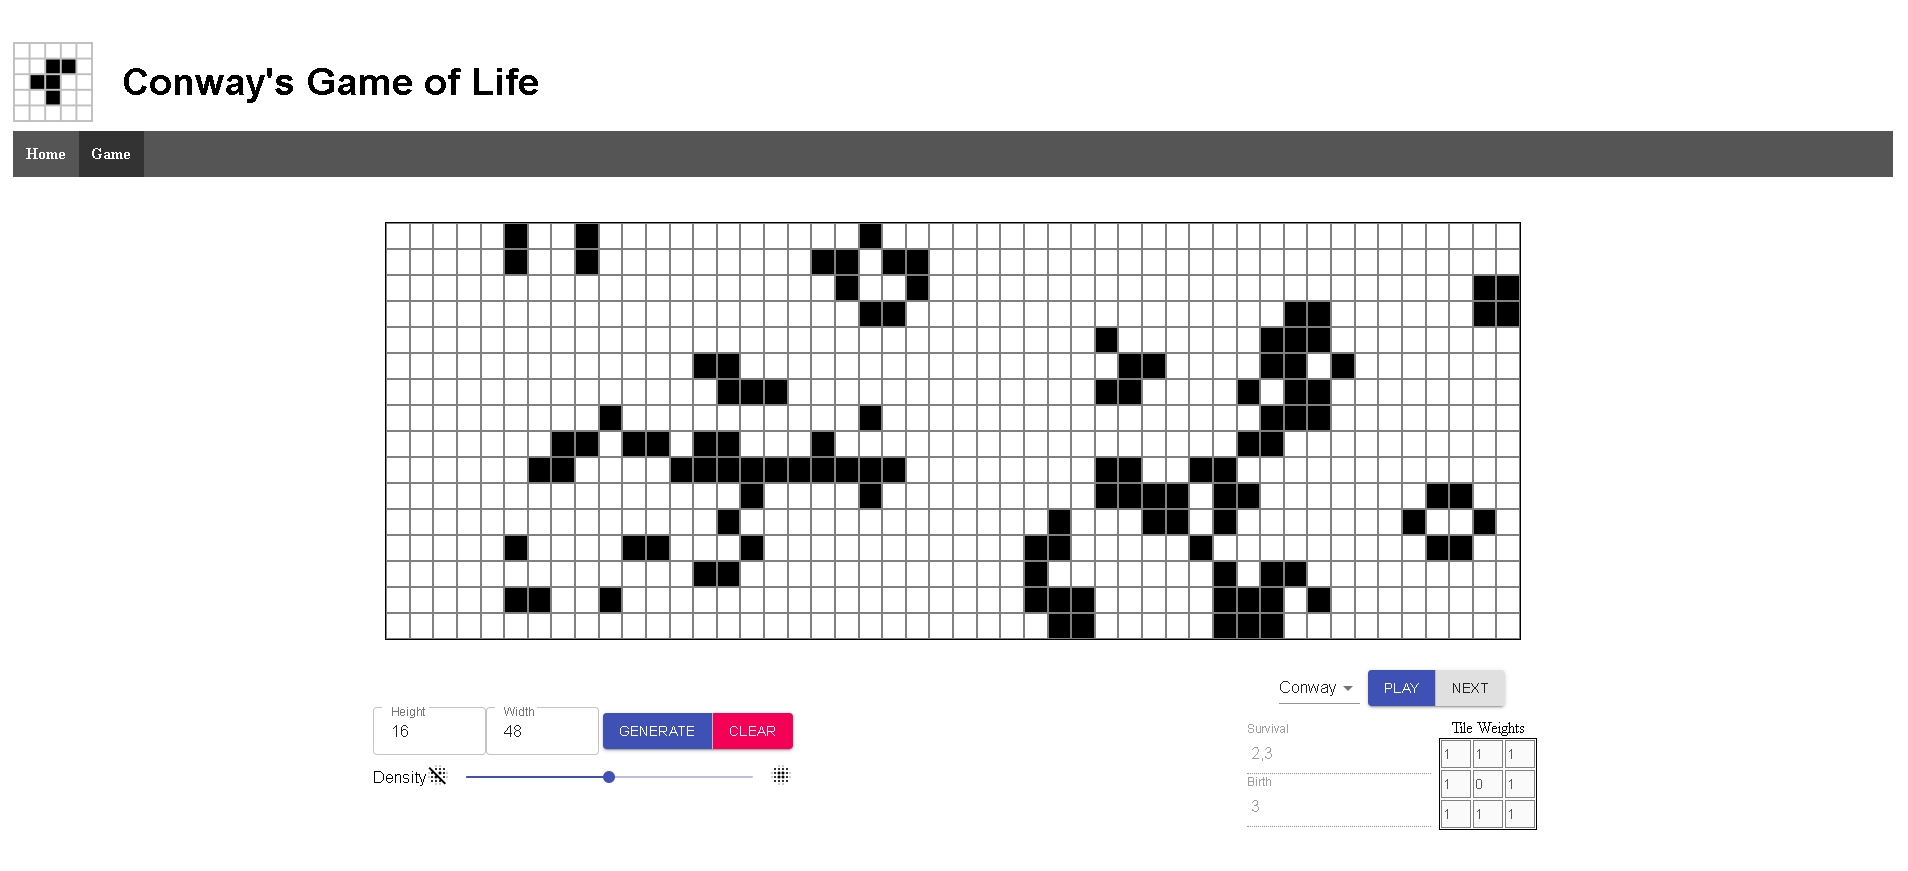 Conway's Game of Life
Home Game
Conway PLAY NEXT
Height Width
16 48 GENERATE CLEAR
Density
Survival
2,3
Birth
3
Tile Weights
1 1 1
1 0 1
1 1 1